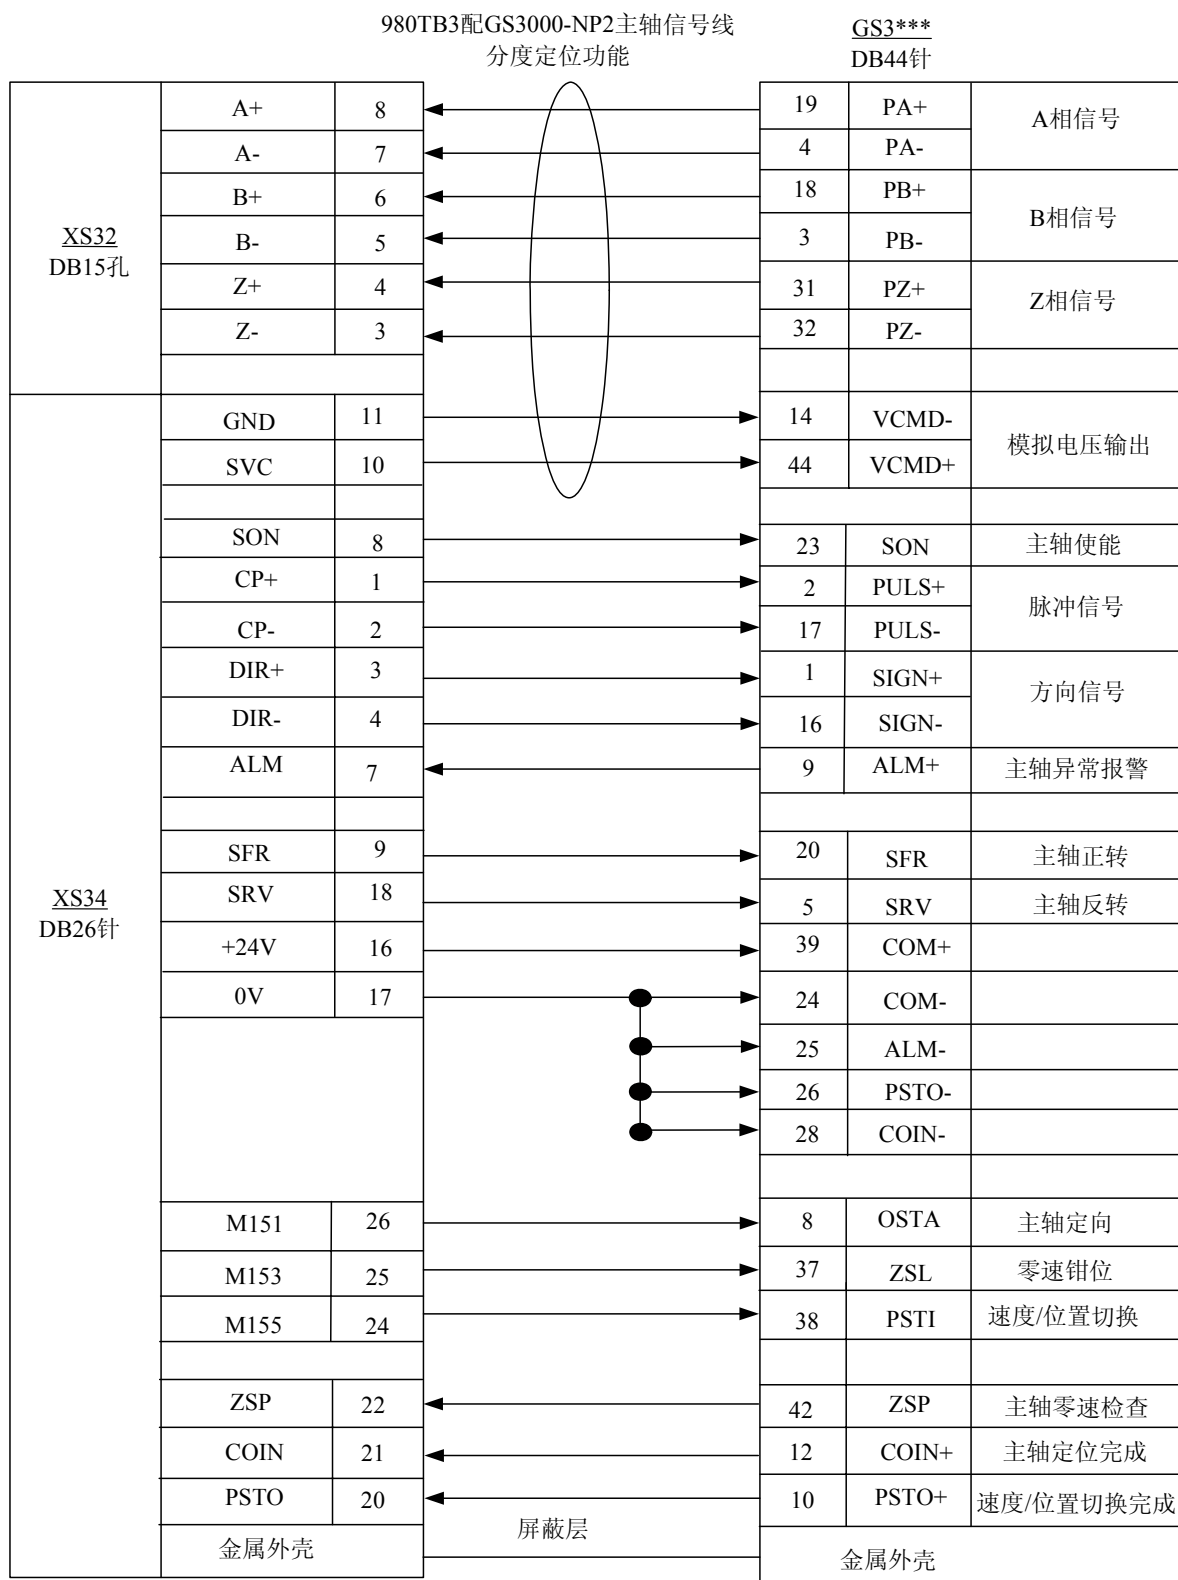 980TB3配GS3000-NP2主轴信号线
分度定位功能
GS3***
DB44针
XS32
DB15孔
A+ 8 19 PA+ A相信号
A- 7 4 PA-
B+ 6 18 PB+ B相信号
B- 5 3 PB-
Z+ 4 31 PZ+ Z相信号
Z- 3 32 PZ-
XS34
DB26针
GND 11 14 VCMD- 模拟电压输出
SVC 10 44 VCMD+
SON 8 23 SON 主轴使能
CP+ 1 2 PULS+ 脉冲信号
CP- 2 17 PULS-
DIR+ 3 1 SIGN+ 方向信号
DIR- 4 16 SIGN-
ALM 7 9 ALM+ 主轴异常报警
SFR 9 20 SFR 主轴正转
SRV 18 5 SRV 主轴反转
+24V 16 39 COM+
0V 17 24 COM-
25 ALM-
26 PSTO-
28 COIN-
M151 26 8 OSTA 主轴定向
M153 25 37 ZSL 零速钳位
M155 24 38 PSTI 速度/位置切换
ZSP 22 42 ZSP 主轴零速检查
COIN 21 12 COIN+ 主轴定位完成
PSTO 20 10 PSTO+ 速度/位置切换完成
金属外壳 屏蔽层 金属外壳